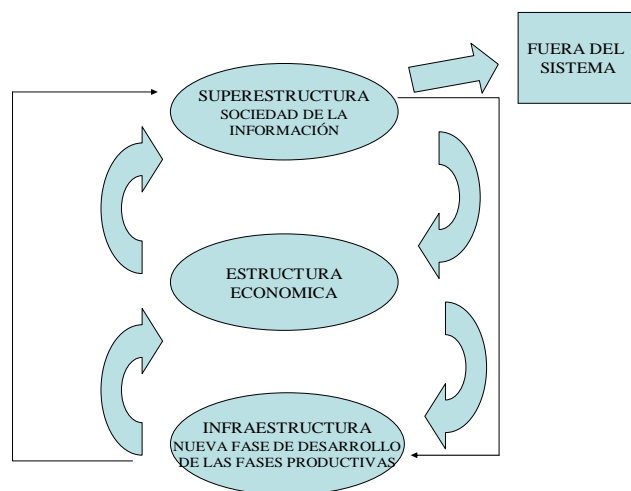 FUERA DEL
SISTEMA
SUPERESTRUCTURA
SOCIEDAD DE LA
INFORMACIÓN
ESTRUCTURA
ECONOMICA
INFRAESTRUCTURA
NUEVA FASE DE DESARROLLO
DE LAS FASES PRODUCTIVAS